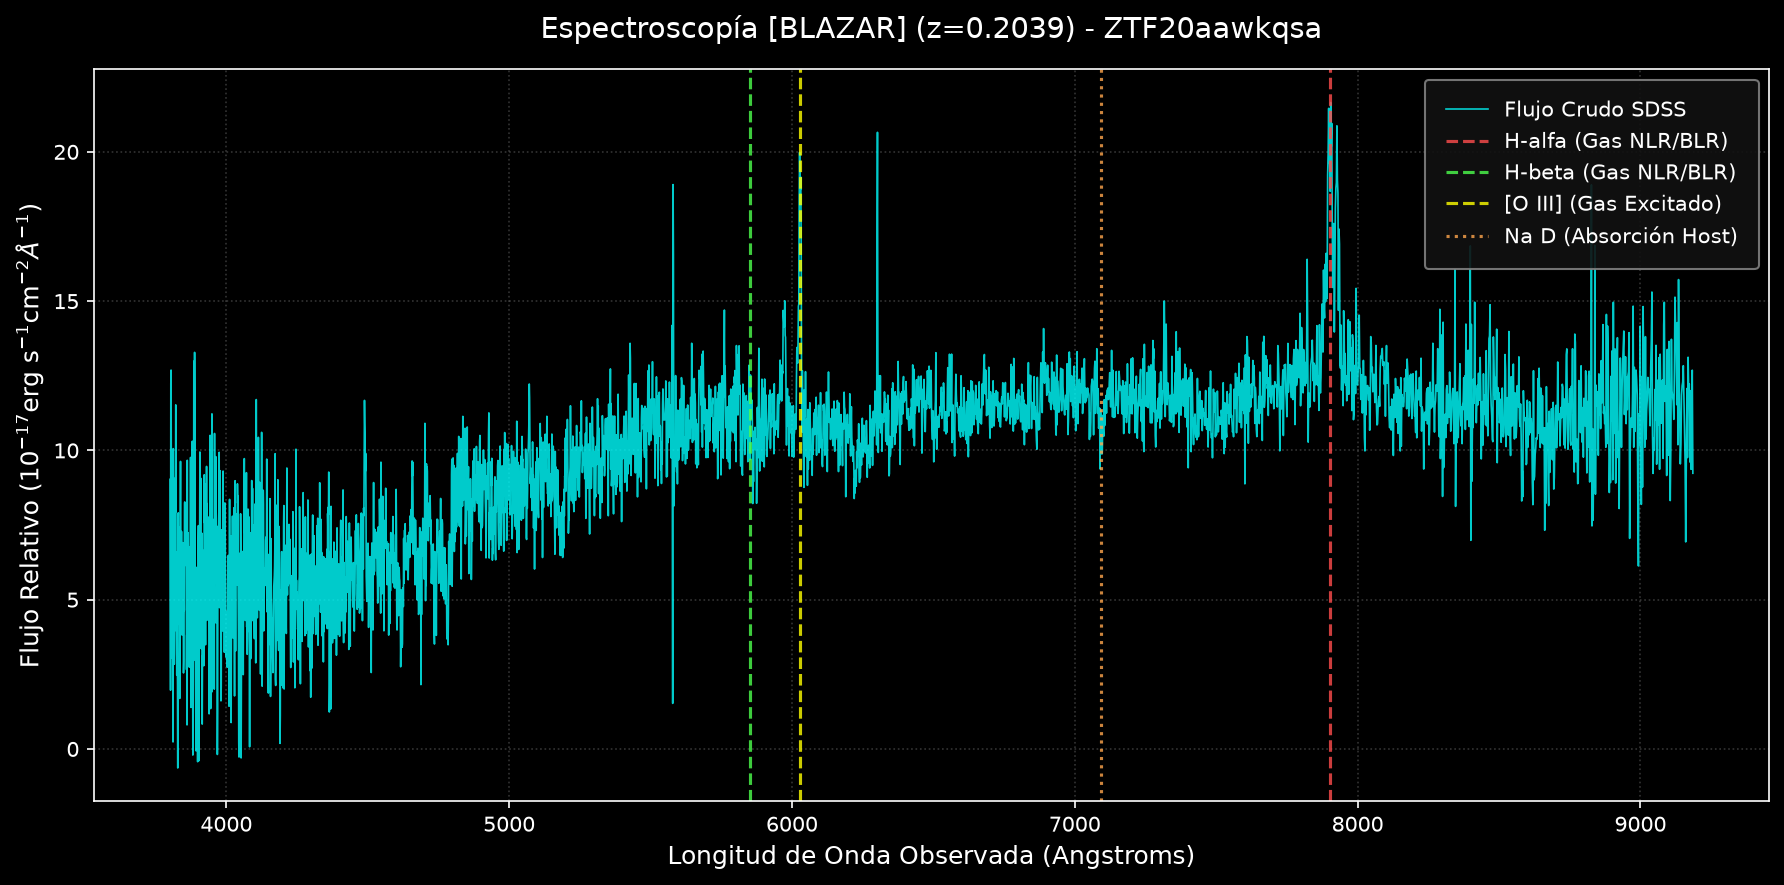 Espectroscopía [BLAZAR] (z=0.2039) - ZTF20aawkqsa
Flujo Crudo SDSS
H-alfa (Gas NLR/BLR)
H-beta (Gas NLR/BLR)
[O III] (Gas Excitado)
Na D (Absorción Host)
Flujo Relativo (10⁻¹⁷erg s⁻¹cm⁻²Å⁻¹)
20
15
10
5
0
4000 5000 6000 7000 8000 9000
Longitud de Onda Observada (Angstroms)